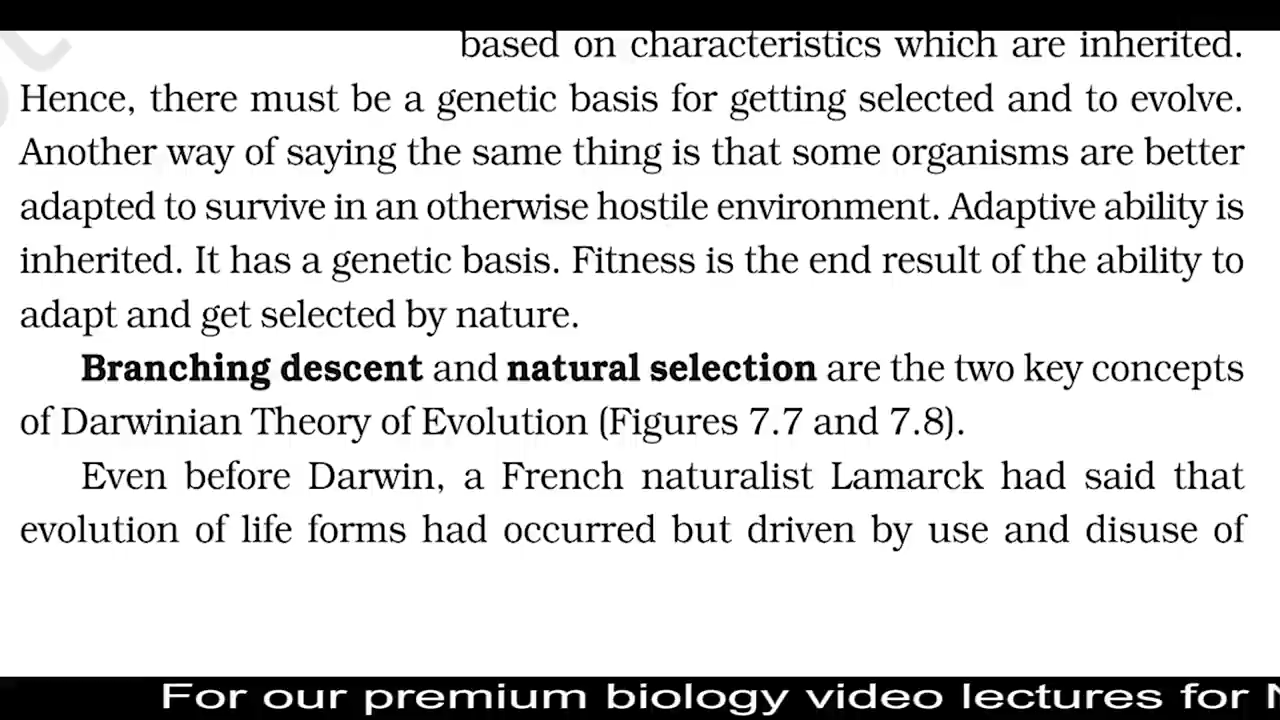 based on characteristics which are inherited.
Hence, there must be a genetic basis for getting selected and to evolve.
Another way of saying the same thing is that some organisms are better
adapted to survive in an otherwise hostile environment. Adaptive ability is
inherited. It has a genetic basis. Fitness is the end result of the ability to
adapt and get selected by nature.
Branching descent and natural selection are the two key concepts
of Darwinian Theory of Evolution (Figures 7.7 and 7.8).
Even before Darwin, a French naturalist Lamarck had said that
evolution of life forms had occurred but driven by use and disuse of
For our premium biology video lectures for